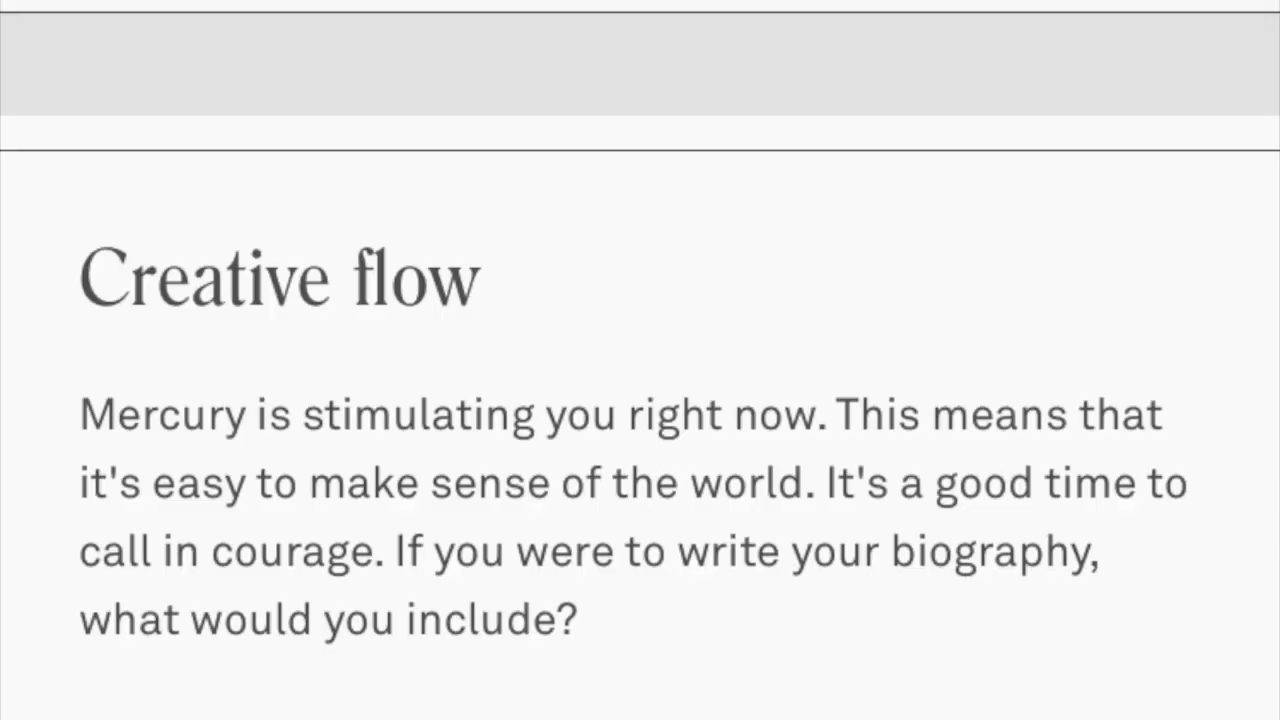 Creative flow
Mercury is stimulating you right now. This means that
it's easy to make sense of the world. It's a good time to
call in courage. If you were to write your biography,
what would you include?